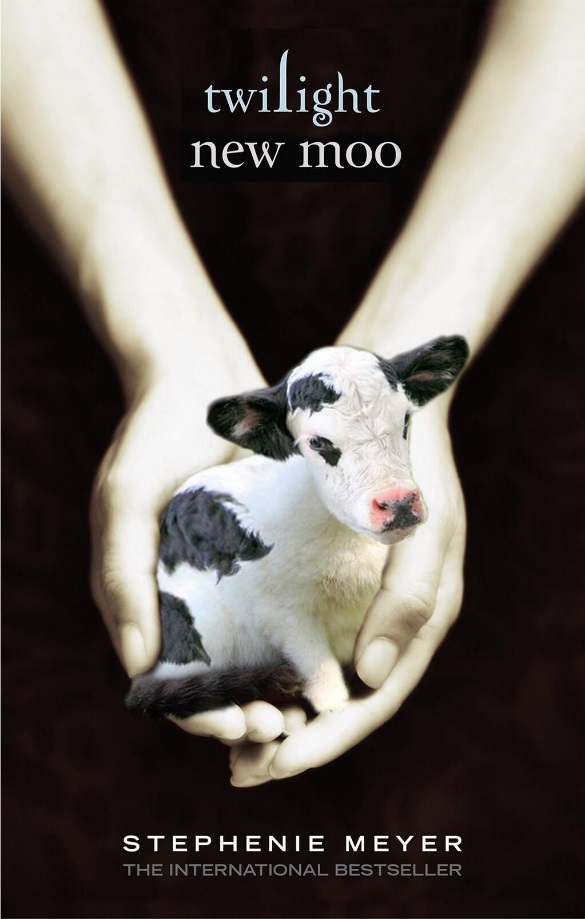 twilight
new moo
STEPHENIE MEYER
THE INTERNATIONAL BESTSELLER